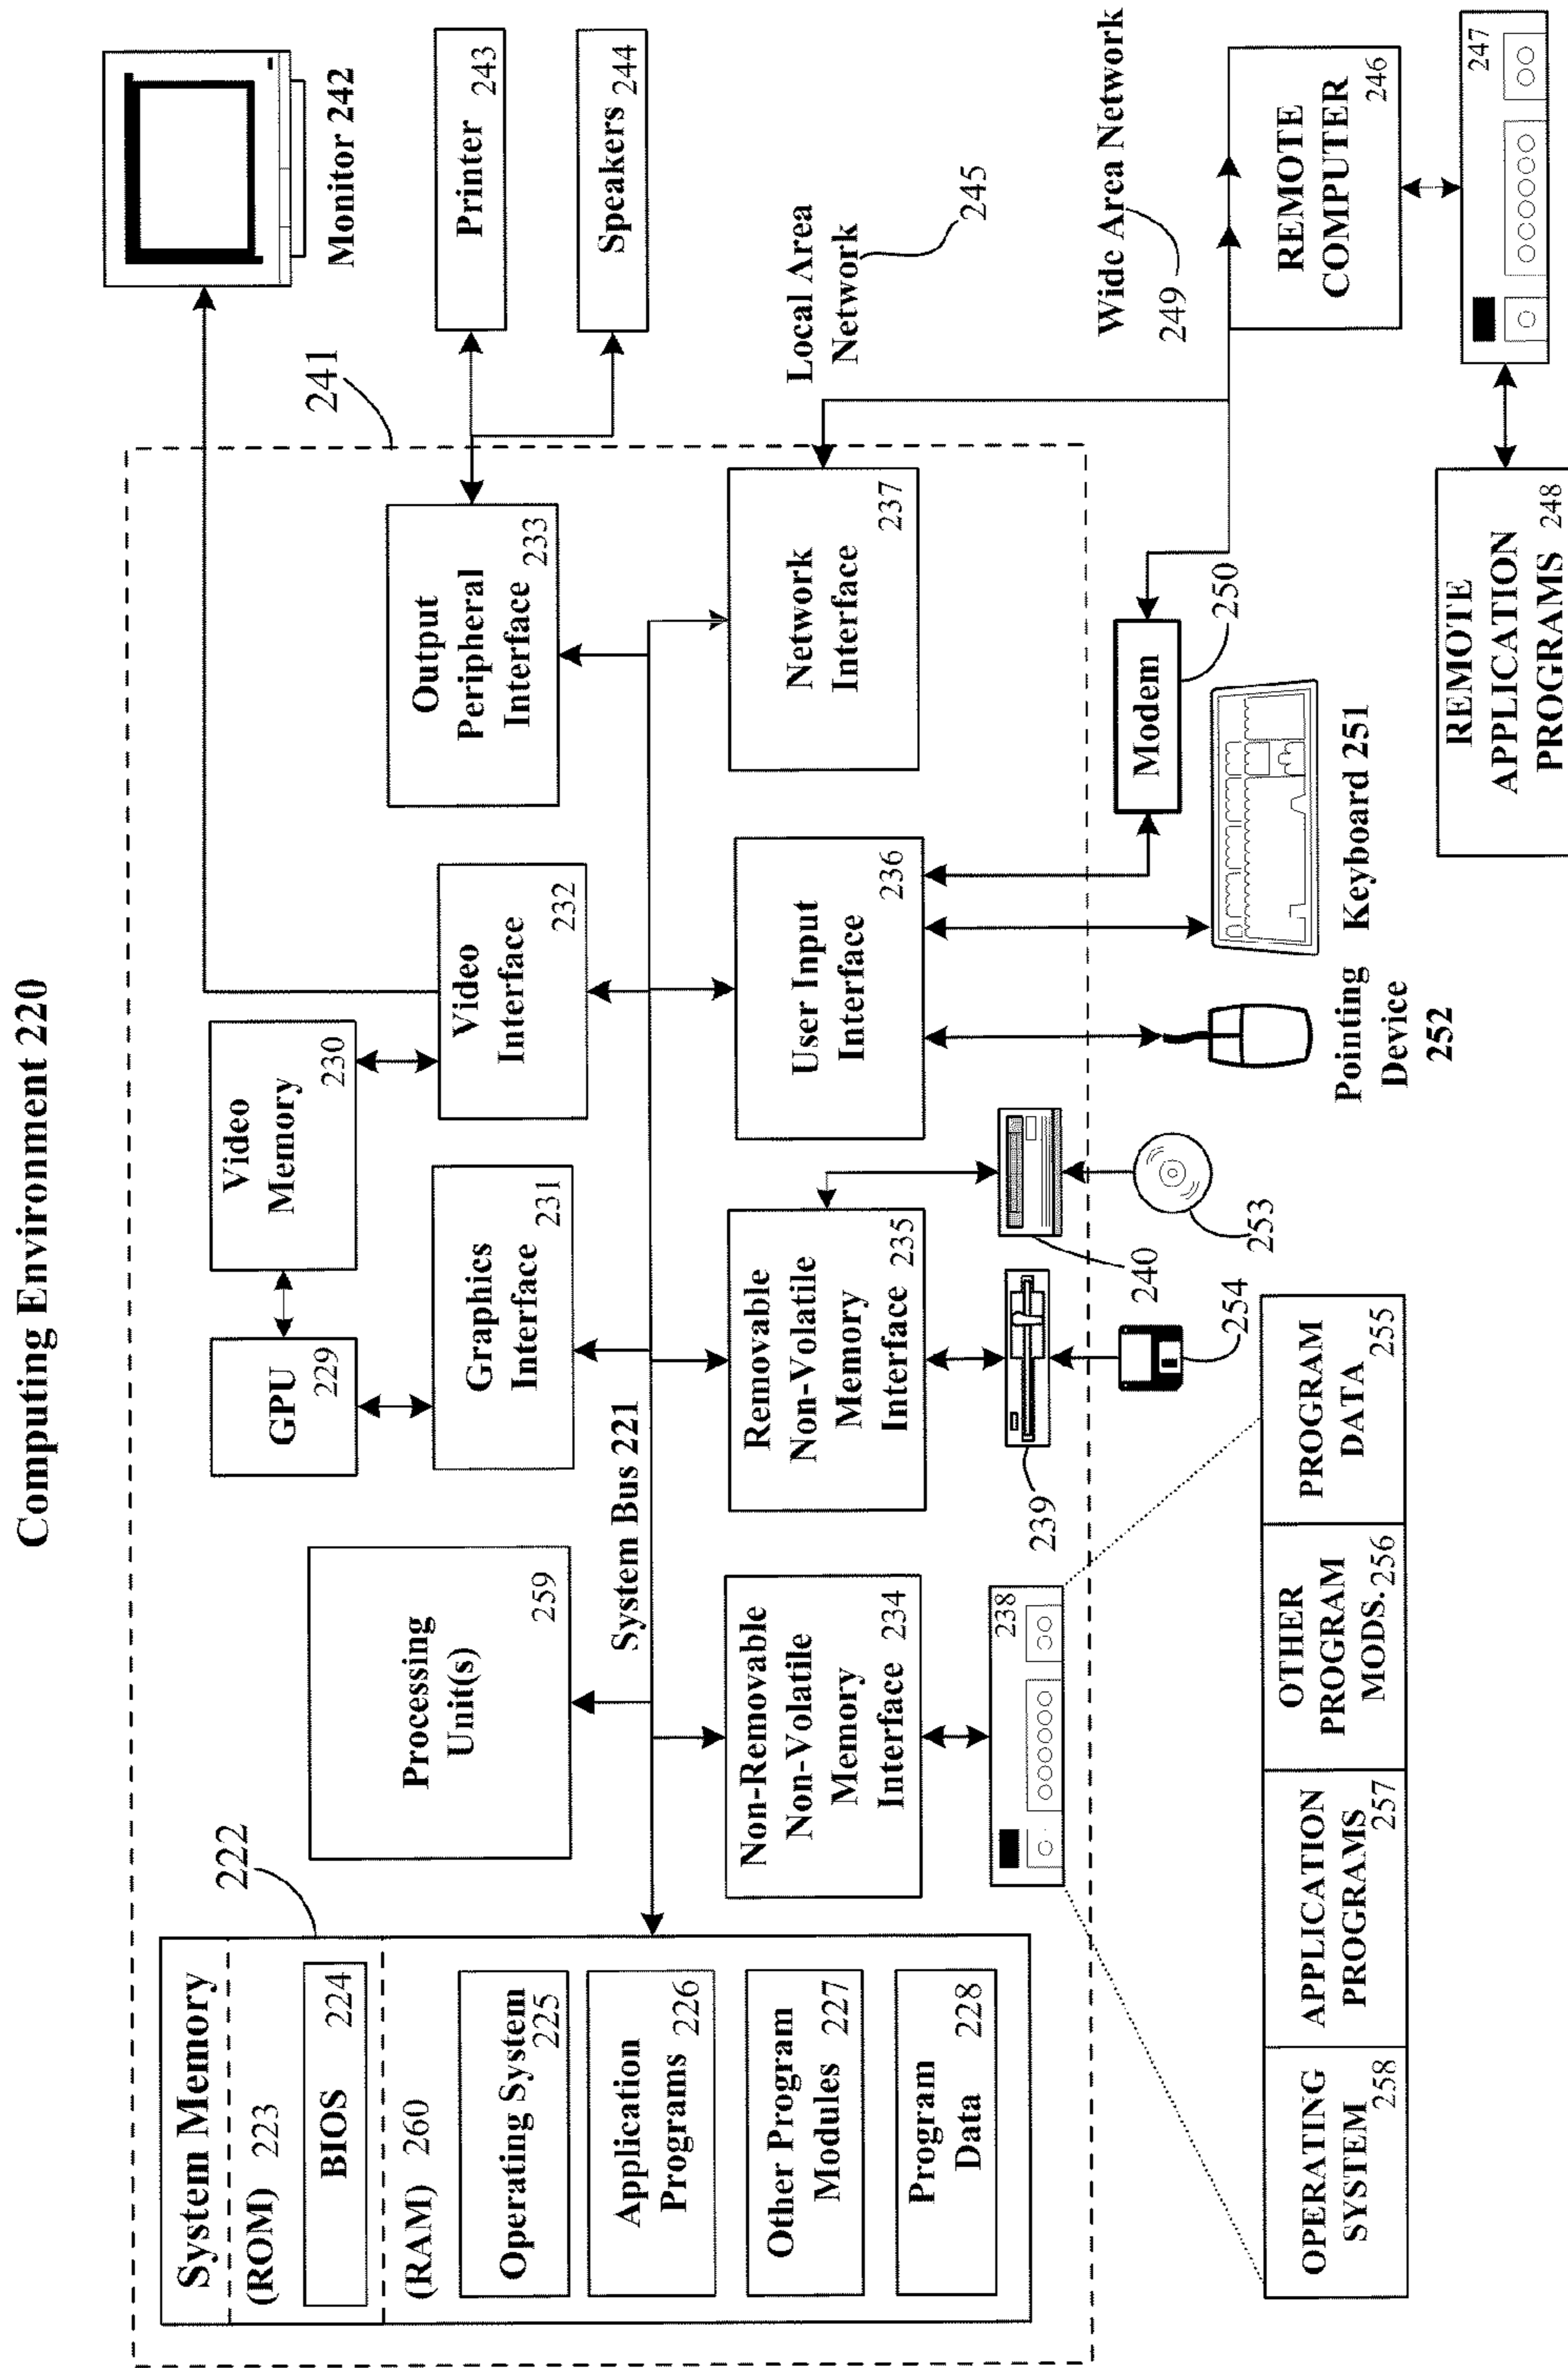 Computing Environment 220
System Memory
(ROM) 223
BIOS 224
(RAM) 260
Operating System
225
Application
Programs 226
Other Program
Modules 227
Program
Data 228
222
Processing
Unit(s)
259
System Bus 221
GPU
229
Video
Memory
230
Graphics
Interface
231
Video
Interface
232
Output
Peripheral
Interface 233
241
Monitor 242
Printer 243
Speakers 244
Non-Removable
Non-Volatile
Memory
Interface 234
Removable
Non-Volatile
Memory
Interface 235
User Input
Interface
236
Network
Interface
237
Local Area
Network
245
238
239
240
254
253
Pointing
Device
252
Keyboard 251
Modem
250
Wide Area Network
249
REMOTE
COMPUTER
246
247
REMOTE
APPLICATION
PROGRAMS 248
OPERATING
SYSTEM 258
APPLICATION
PROGRAMS
257
OTHER
PROGRAM
MODS. 256
PROGRAM
DATA 255